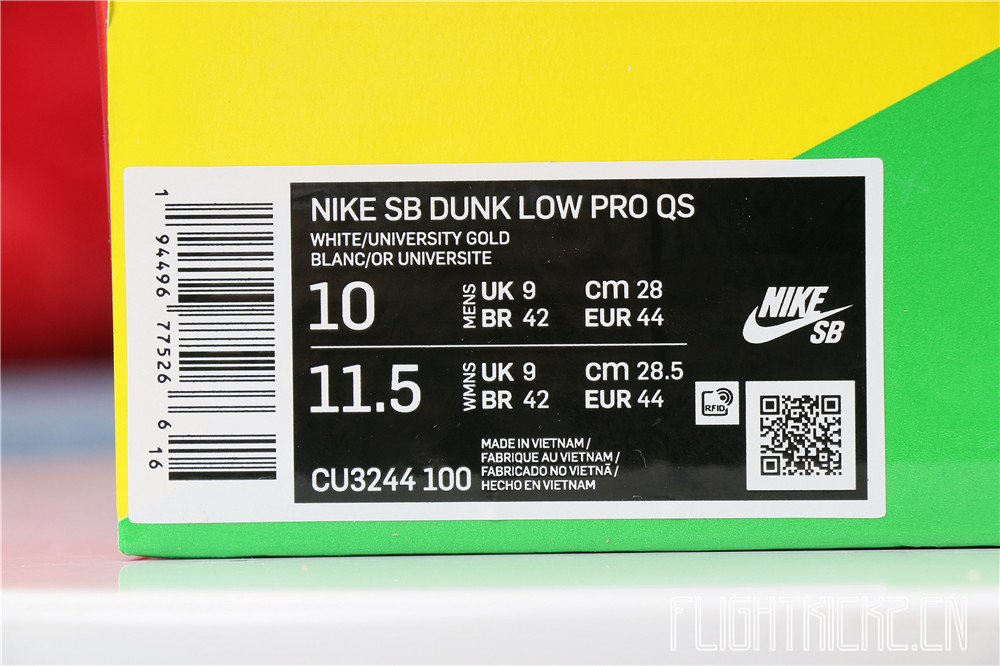 1 94496 77526 6 16
NIKE SB DUNK LOW PRO QS
WHITE/UNIVERSITY GOLD
BLANC/OR UNIVERSITE
10 MENS UK 9 cm 28
BR 42 EUR 44
11.5 WMNS UK 9 cm 28.5
BR 42 EUR 44
NIKE
SB
RFID
CU3244 100
MADE IN VIETNAM /
FABRIQUE AU VIETNAM /
FABRICADO NO VIETNÃ /
HECHO EN VIETNAM
FLIGHTKICKZ.CN